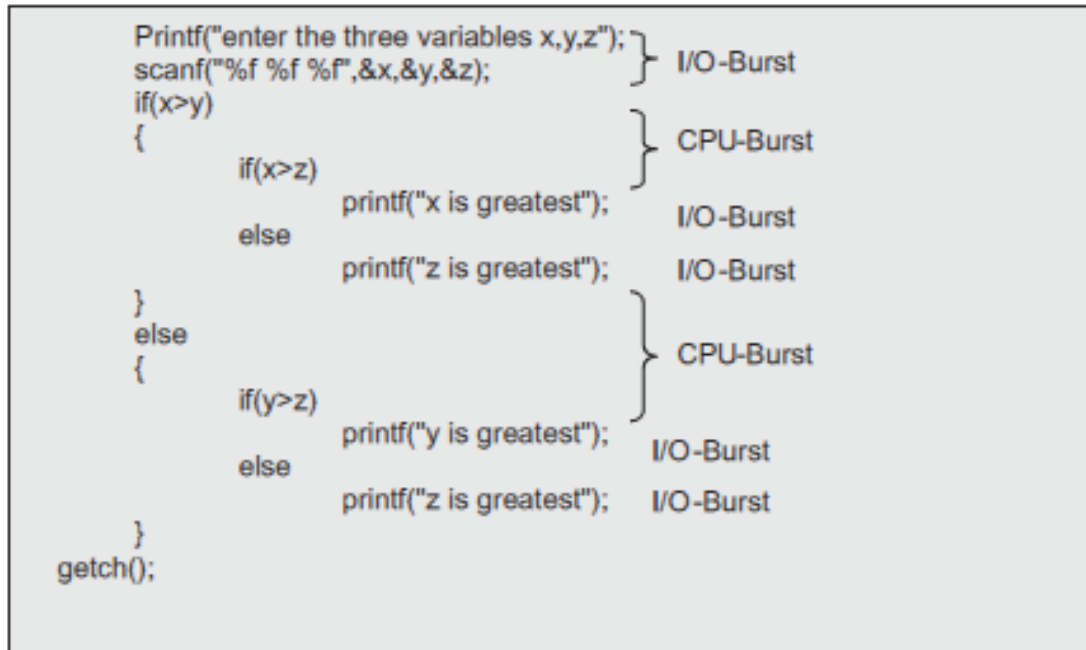 Printf("enter the three variables x,y,z");
scanf("%f %f %f",&x,&y,&z); I/O-Burst
if(x>y)
{ CPU-Burst
if(x>z)
printf("x is greatest"); I/O-Burst
else
printf("z is greatest"); I/O-Burst
}
else
{ CPU-Burst
if(y>z)
printf("y is greatest"); I/O-Burst
else
printf("z is greatest"); I/O-Burst
}
getch();